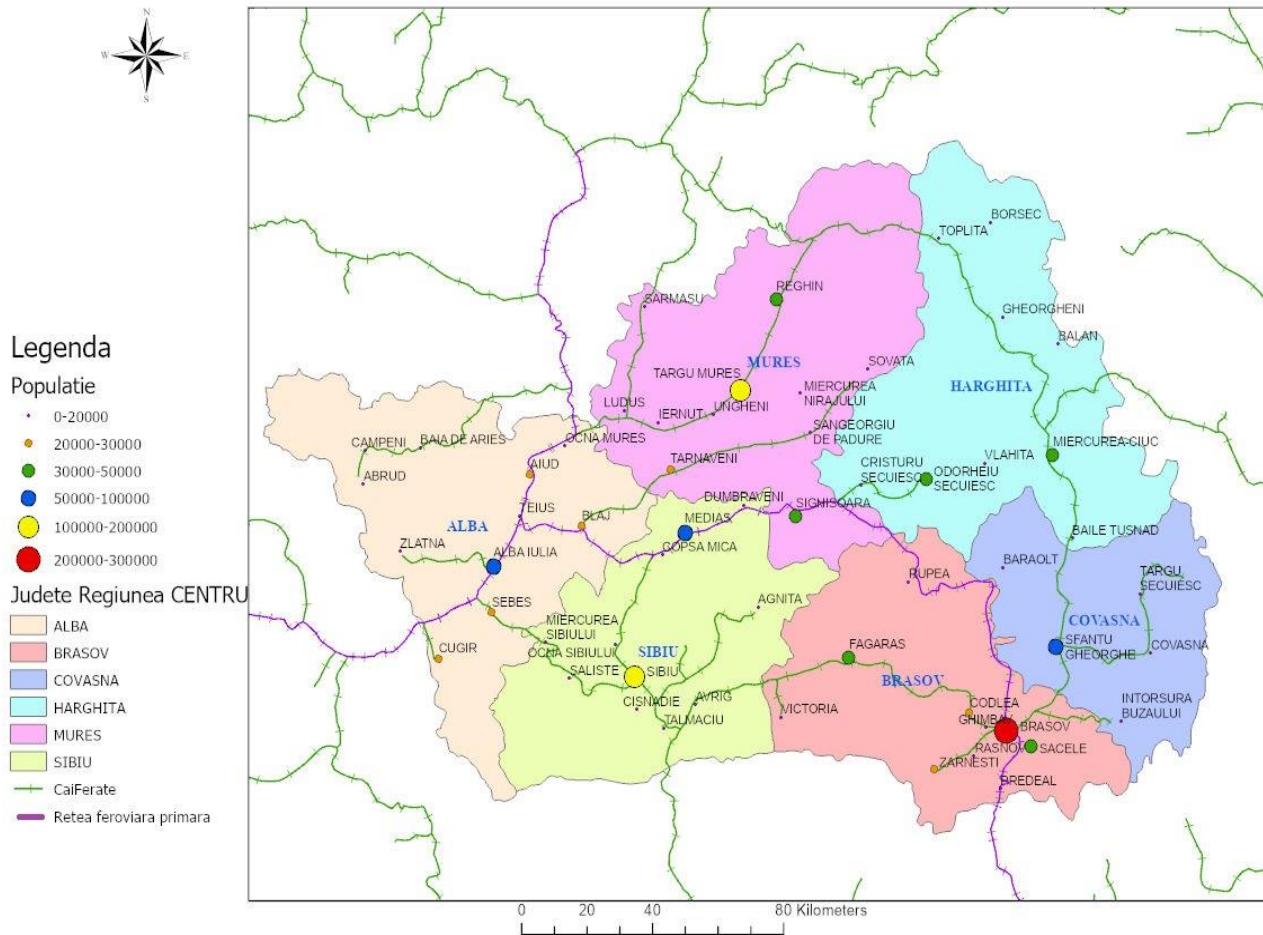 N
W
E
S
Legenda
Populatie
0-20000
20000-30000
30000-50000
50000-100000
100000-200000
200000-300000
Judete Regiunea CENTRU
ALBA
BRASOV
COVASNA
HARGHITA
MURES
SIBIU
CaiFerate
Retea feroviara primara
BORSEC
TOPLITA
REGHIN
SARMASU
GHEORGHENI
BALAN
MURES
SOVATA
TARGU MURES
HARGHITA
MIERCUREA
NIRAJULUI
LUDUS
IERNUT
UNGHENI
SANGEORGIU
DE PADURE
OCNA MURES
CAMPENI
BAIA DE ARIES
MIERCUREA-CIUC
ABRUD
AIUD
TARNAVENI
CRISTURU
SECUIESC
ODORHEIU
SECUIESC
VLAHITA
DUMBRAVENI
SIGHISOARA
TEIUS
ALBA
BLAJ
MEDIAS
BAILE TUSNAD
ZLATNA
ALBA IULIA
COPSA MICA
BARAOLT
TARGU
SECUIESC
RUPEA
SEBES
AGNITA
MIERCUREA
SIBIULUI
COVASNA
OCNA SIBIULUI
SIBIU
FAGARAS
SFANTU
GHEORGHE
COVASNA
CUGIR
SALISTE
SIBIU
BRASOV
CISNADIE
AVRIG
VICTORIA
CODLEA
INTORSURA
BUZAULUI
TALMACIU
GHIMBAV
BRASOV
RASNOV
SACELE
ZARNESTI
PREDEAL
0 20 40 80 Kilometers